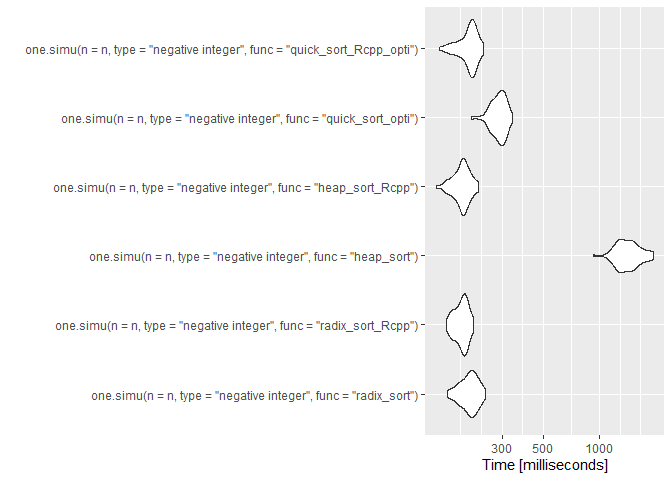 one.simu(n = n, type = "negative integer", func = "quick_sort_Rcpp_opti")
one.simu(n = n, type = "negative integer", func = "quick_sort_opti")
one.simu(n = n, type = "negative integer", func = "heap_sort_Rcpp")
one.simu(n = n, type = "negative integer", func = "heap_sort")
one.simu(n = n, type = "negative integer", func = "radix_sort_Rcpp")
one.simu(n = n, type = "negative integer", func = "radix_sort")
300 500 1000
Time [milliseconds]